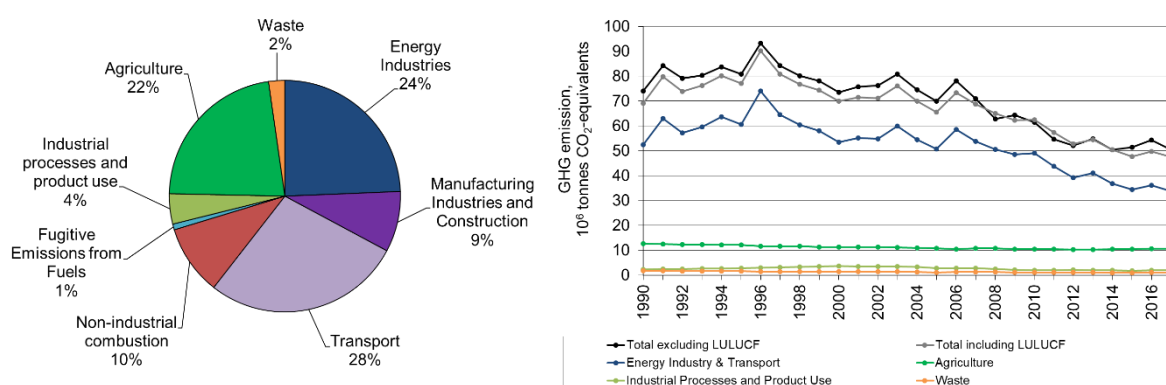 Waste
2%
Energy
Industries
24%
Agriculture
22%
Industrial
processes and
product use
4%
Manufacturing
Industries and
Construction
9%
Fugitive
Emissions from
Fuels
1%
Non-industrial
combustion
10%
Transport
28%
GHG emission,
10⁶ tonnes CO₂-equivalents
100
90
80
70
60
50
40
30
20
10
0
1990
1992
1994
1996
1998
2000
2002
2004
2006
2008
2010
2012
2014
2016
Total excluding LULUCF
Total including LULUCF
Energy Industry & Transport
Agriculture
Industrial Processes and Product Use
Waste